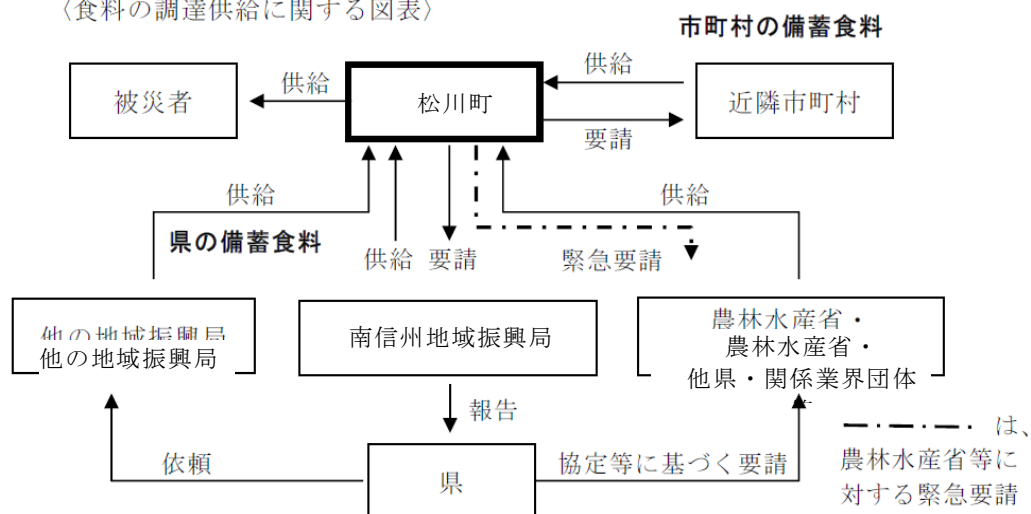 〈食料の調達供給に関する図表〉
市町村の備蓄食料
被災者
供給
松川町
供給
要請
近隣市町村
供給
県の備蓄食料
供給
要請
緊急要請
供給
他の地域振興局
他の地域振興局
南信州地域振興局
農林水産省・
農林水産省・
他県・関係業界団体
報告
依頼
県
協定等に基づく要請
は、
農林水産省等に
対する緊急要請